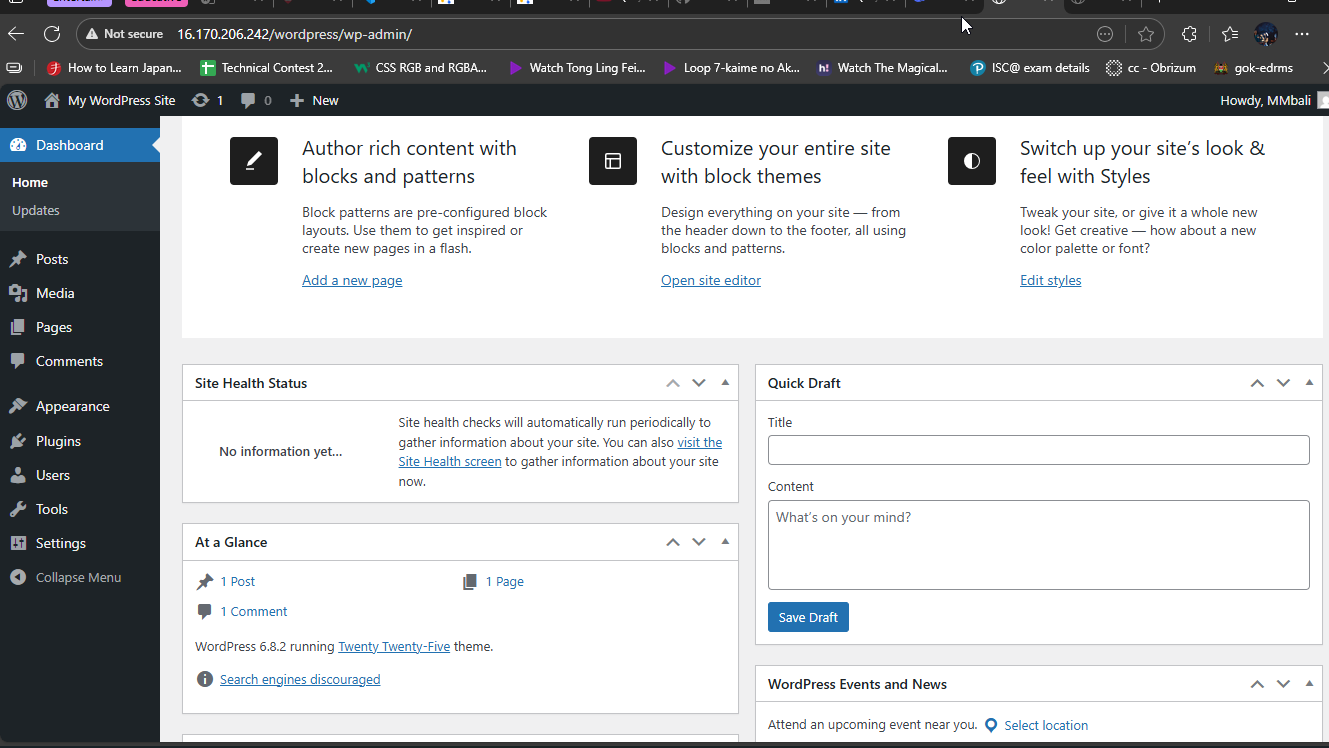 Not secure 16.170.206.242/wordpress/wp-admin/
How to Learn Japan... Technical Contest 2... CSS RGB and RGBA... Watch Tong Ling Fei... Loop 7-kaime no Ak... h! Watch The Magical... ISC@ exam details cc - Obrizum gok-edrms
My WordPress Site 1 0 New Howdy, MMbali
Dashboard
Home
Updates
Posts
Media
Pages
Comments
Appearance
Plugins
Users
Tools
Settings
Collapse Menu
Author rich content with
blocks and patterns
Block patterns are pre-configured block
layouts. Use them to get inspired or
create new pages in a flash.
Add a new page
Customize your entire site
with block themes
Design everything on your site — from
the header down to the footer, all using
blocks and patterns.
Open site editor
Switch up your site’s look &
feel with Styles
Tweak your site, or give it a whole new
look! Get creative — how about a new
color palette or font?
Edit styles
Site Health Status
No information yet...
Site health checks will automatically run periodically to
gather information about your site. You can also visit the
Site Health screen to gather information about your site
now.
At a Glance
1 Post
1 Page
1 Comment
WordPress 6.8.2 running Twenty Twenty-Five theme.
Search engines discouraged
Quick Draft
Title
Content
What’s on your mind?
Save Draft
WordPress Events and News
Attend an upcoming event near you. Select location